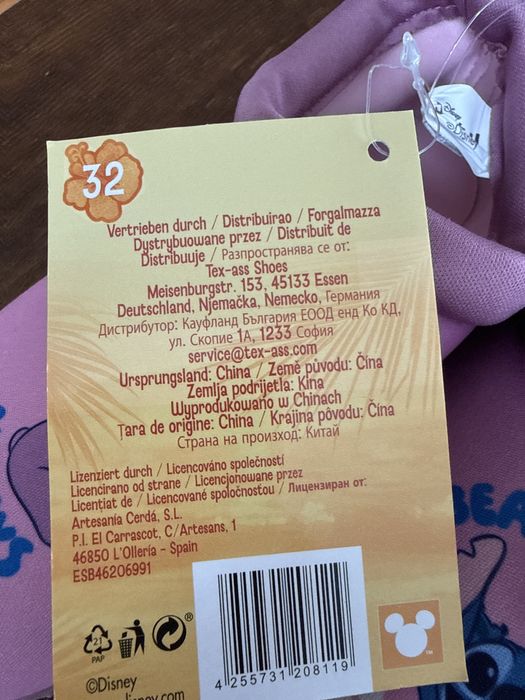 32
Vertrieben durch / Distribuirao / Forgalmazza
Dystrybuowane przez / Distribuit de
Distribuuje / Разпространява се от:
Tex-ass Shoes
Meisenburgstr. 153, 45133 Essen
Deutschland, Njemačka, Nemecko, Германия
Дистрибутор: Кауфланд България ЕООД енд Ко КД,
ул. Скопие 1А, 1233 София
service@tex-ass.com
Ursprungsland: China / Země původu: Čína
Zemlja podrijetla: Kina
Wyprodukowano w Chinach
Țara de origine: China / Krajina pôvodu: Čína
Страна на произход: Китай
Lizenziert durch / Licencováno společností
Licencirano od strane / Licencjonowane przez
Licențiat de / Licencované spoločnosťou / Лицензиран от:
Artesanía Cerdá, S.L.
P.I. El Carrascot, C/Artesans, 1
46850 L'Ollería - Spain
ESB46206991
21
PAP
®
©Disney
4 255731 208119
TM
Disney
©Disney